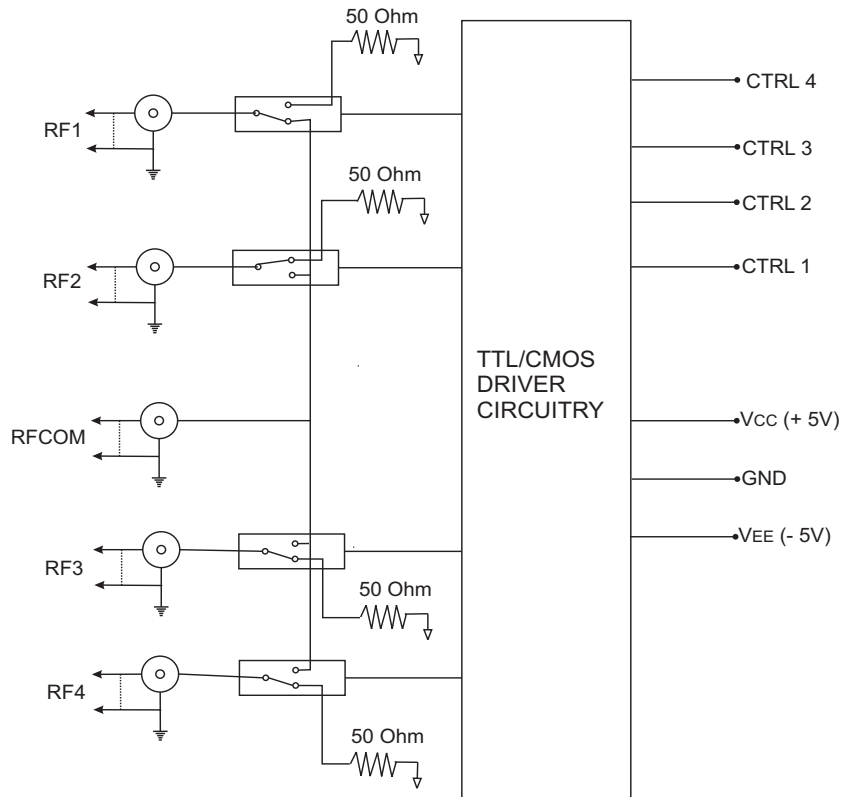 50 Ohm
CTRL 4
RF1
CTRL 3
50 Ohm
CTRL 2
RF2
CTRL 1
TTL/CMOS
DRIVER
CIRCUITRY
RFCOM
VCC (+ 5V)
GND
VEE (- 5V)
RF3
50 Ohm
RF4
50 Ohm